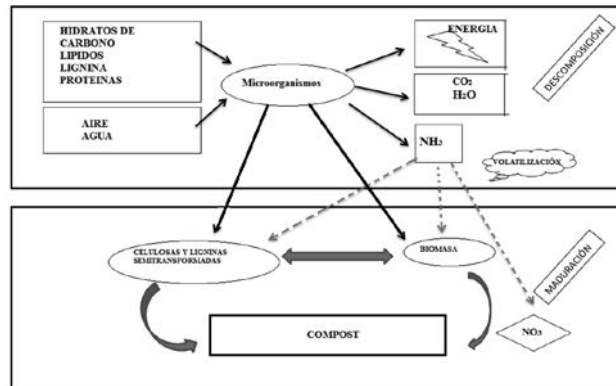 HIDRATOS DE
CARBONO
LIPIDOS
LIGNINA
PROTEINAS
AIRE
AGUA
Microorganismos
ENERGIA
CO₂
H₂O
NH₃
VOLATILIZACIÓN
DESCOMPOSICIÓN
CELULOSAS Y LIGNINAS
SEMITRANSFORMADAS
BIOMASA
COMPOST
NO₃
MADURACIÓN